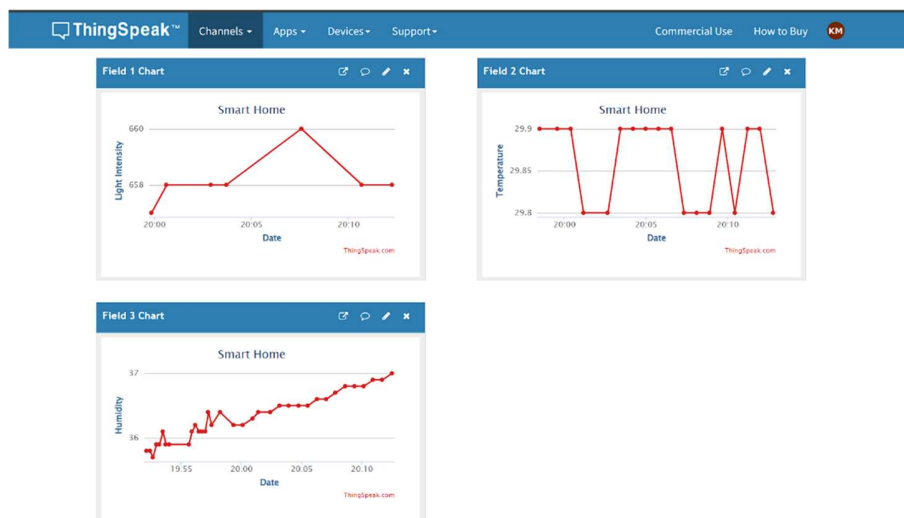 ThingSpeak™ Channels Apps Devices Support Commercial Use How to Buy KM
Field 1 Chart
Smart Home
660
658
Light Intensity
20:00 20:05 20:10
Date
ThingSpeak.com
Field 2 Chart
Smart Home
29.9
29.85
29.8
Temperature
20:00 20:05 20:10
Date
ThingSpeak.com
Field 3 Chart
Smart Home
37
36
Humidity
19:55 20:00 20:05 20:10
Date
ThingSpeak.com